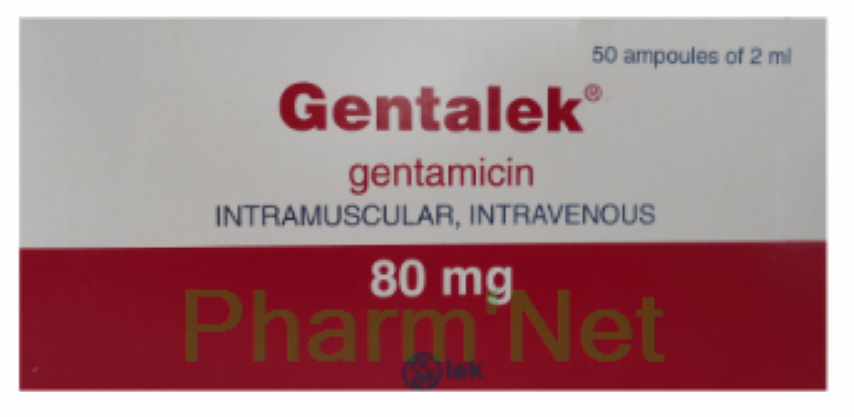 50 ampoules of 2 ml
Gentalek®
gentamicin
INTRAMUSCULAR, INTRAVENOUS
80 mg
Pharm'Net
lek